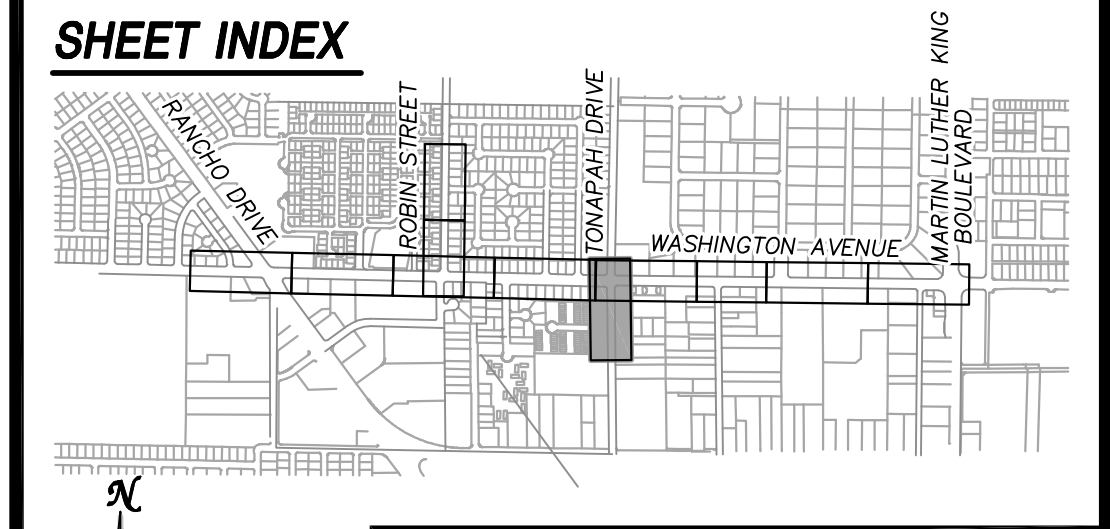 SHEET INDEX
RANCHO DRIVE
ROBIN STREET
TONAPAH DRIVE
WASHINGTON AVENUE
MARTIN LUTHER KING
BOULEVARD
N